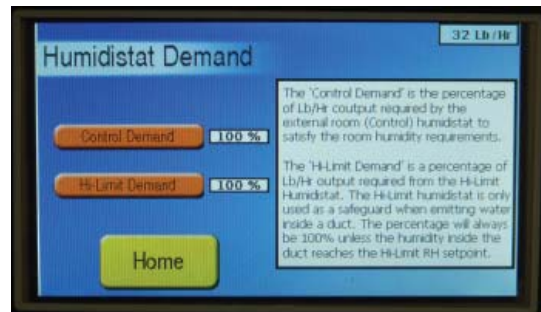 32 Lb/Hr
Humidistat Demand
Control Demand 100 %
Hi-Limit Demand 100 %
Home
The 'Control Demand' is the percentage
of Lb/Hr coutput required by the
external room (Control) humidstat to
satisfy the room humidity requirements.
The 'Hi-Limit Demand' is a percentage of
Lb/Hr output required from the Hi-Limit
Humidistat. The Hi-Limit humidistat is only
used as a safeguard when emitting water
inside a duct. The percentage will always
be 100% unless the humidity inside the
duct reaches the Hi-Limit RH setpoint.